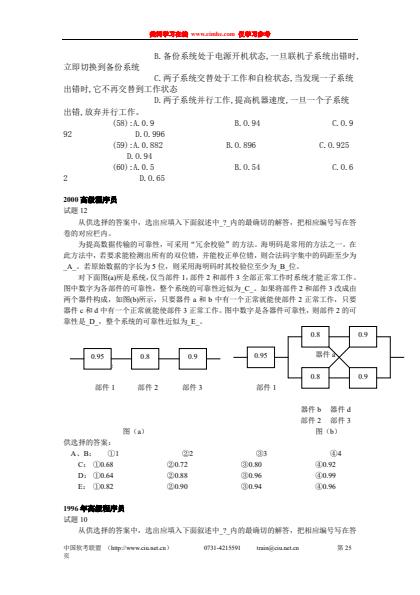 我闲学习在线 www.eimhc.com 仅学习参考
B.备份系统处于电源开机状态,一旦联机子系统出错时,
立即切换到备份系统
C.两子系统交替处于工作和自检状态,当发现一子系统
出错时,它不再交替到工作状态
D.两子系统并行工作,提高机器速度,一旦一个子系统
出错,放弃并行工作。
(58):A.0.9 B.0.94 C.0.9
92 D.0.996
(59):A.0.882 B.0.896 C.0.925
D.0.94
(60):A.0.5 B.0.54 C.0.6
2 D.0.65
2000 高级程序员
试题 12
从供选择的答案中，选出应填入下面叙述中_?_内的最确切的解答，把相应编号写在答
卷的对应栏内。
为提高数据传输的可靠性，可采用“冗余校验”的方法。海明码是常用的方法之一。在
此方法中，若要求能检测出所有的双位错，并能校正单位错，则合法码字集中的码距至少为
_A_。若原始数据的字长为 5 位，则采用海明码时其校验位至少为_B_位。
对下面图(a)所是系统，仅当部件 1，部件 2 和部件 3 全部正常工作时系统才能正常工作。
图中数字为各部件的可靠性，整个系统的可靠性近似为_C_。如果将部件 2 和部件 3 改成由
两个器件构成，如图(b)所示，只要器件 a 和 b 中有一个正常就能使部件 2 正常工作，只要
器件 c 和 d 中有一个正常就能使部件 3 正常工作。图中数字是各器件可靠性，则部件 2 的可
靠性是_D_，整个系统的可靠性近似为_E_。
0.8 0.9
0.95 0.8 0.9 0.95 器件 a
0.8 0.9
部件 1 部件 2 部件 3 部件 1
器件 b 器件 d
部件 2 部件 3
图（a） 图（b）
供选择的答案:
A、B： ①1 ②2 ③3 ④4
C： ①0.68 ②0.72 ③0.80 ④0.92
D： ①0.64 ②0.88 ③0.96 ④0.99
E： ①0.82 ②0.90 ③0.94 ④0.96
1996 年高级程序员
试题 10
从供选择的答案中，选出应填入下面叙述中_?_内的最确切的解答，把相应编号写在答
中国软考联盟 （http://www.ciu.net.cn） 0731-4215591 train@ciu.net.cn 第 25
页